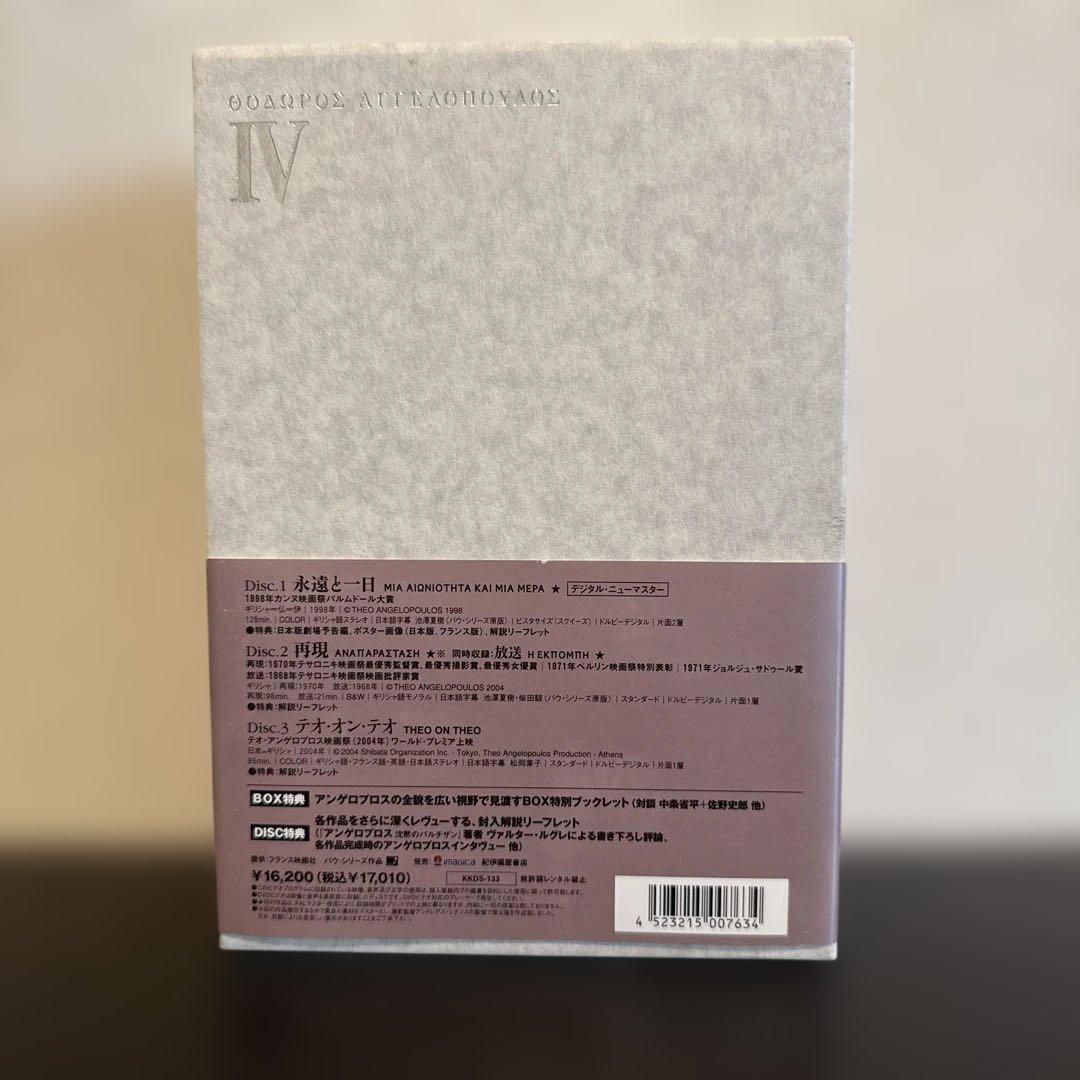 ΘΟΔΩΡΟΣ ΑΓΓΕΛΟΠΟΥΛΟΣ
IV
Disc.1 永遠と一日 ΜΙΑ ΑΙΩΝΙΟΤΗΤΑ ΚΑΙ ΜΙΑ ΜΕΡΑ ★ デジタル・ニューマスター
1998年カンヌ映画祭パルムドール大賞
ギリシャ=仏=伊｜1998年｜©THEO ANGELOPOULOS 1998
128min.｜COLOR｜ギリシャ語ステレオ｜日本語字幕 池澤夏樹〈パウ・シリーズ原版〉｜ビスタサイズ（スクイーズ）｜ドルビーデジタル｜片面2層
●特典：日本版劇場予告編、ポスター画像（日本版、フランス版）、解説リーフレット
Disc.2 再現 ΑΝΑΠΑΡΑΣΤΑΣΗ ★※ 同時収録：放送 Η ΕΚΠΟΜΠΗ ★
再現：1970年テサロニキ映画祭最優秀監督賞、最優秀撮影賞、最優秀女優賞｜1971年ベルリン映画祭特別表彰｜1971年ジョルジュ・サドゥール賞
放送：1968年テサロニキ映画祭映画批評家賞
ギリシャ｜再現：1970年 放送：1968年｜©THEO ANGELOPOULOS 2004
再現：96min. 放送：21min.｜B&W｜ギリシャ語モノラル｜日本語字幕 池澤夏樹・柴田駿〈パウ・シリーズ原版〉｜スタンダード｜ドルビーデジタル｜片面1層
●特典：解説リーフレット
Disc.3 テオ・オン・テオ THEO ON THEO
テオ・アンゲロプロス映画祭（2004年）ワールド・プレミア上映
日本=ギリシャ｜2004年｜©2004 Shibata Organization Inc. - Tokyo, Theo Angelopoulos Production - Athens
86min.｜COLOR｜ギリシャ語・フランス語・英語・日本語ステレオ｜日本語字幕 松岡葉子｜スタンダード｜ドルビーデジタル｜片面1層
●特典：解説リーフレット
BOX特典 アンゲロプロスの全貌を広い視野で見渡すBOX特別ブックレット（対談 中条省平+佐野史郎 他）
DISC特典 各作品をさらに深くレヴューする、封入解説リーフレット
（『アンゲロプロス 沈黙のパルチザン』著者 ヴァルター・ルグレによる書き下ろし評論、
各作品完成時のアンゲロプロスインタヴュー 他）
提供：フランス映画社 バウ・シリーズ作品 発売：imagica 紀伊國屋書店
¥16,200（税込¥17,010） KKDS-133 無許諾レンタル禁止
4 523215 007634